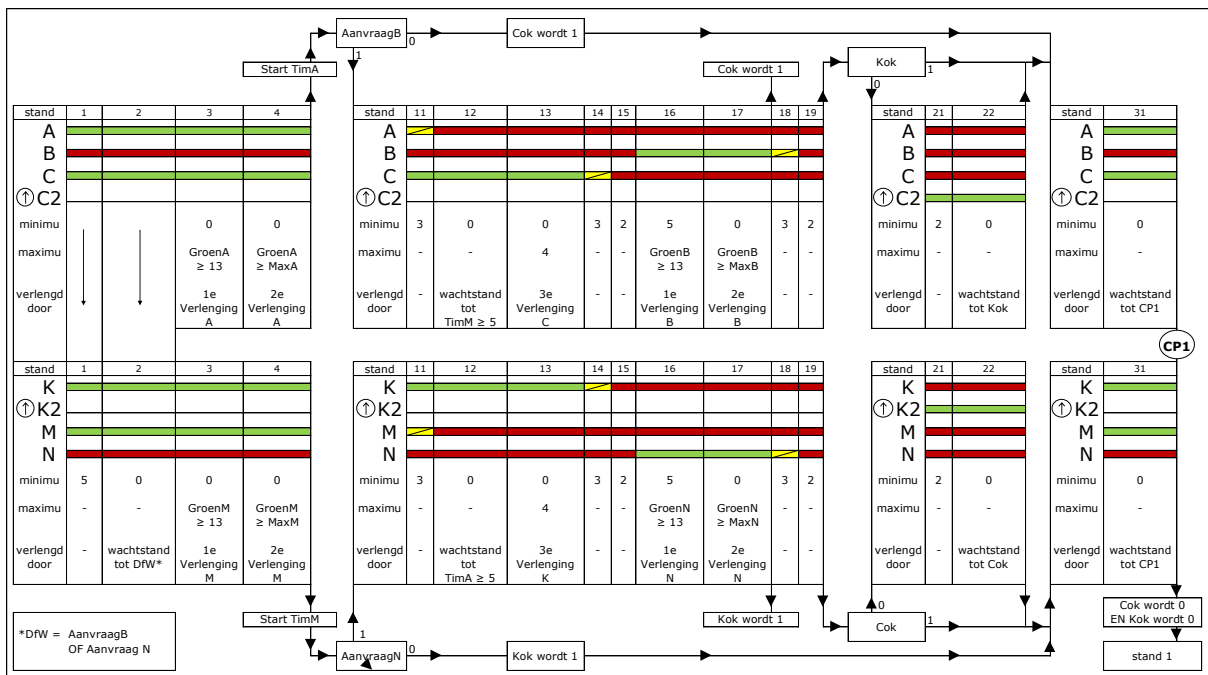 AanvraagB 0 Cok wordt 1
1
Start TimA
Cok wordt 1
Kok 1
0
stand 1 2 3 4
A
B
C
↑ C2
minimu 0 0
maximu GroenA ≥ 13 GroenA ≥ MaxA
verlengd door 1e Verlenging A 2e Verlenging A
stand 11 12 13 14 15 16 17 18 19
A
B
C
↑ C2
minimu 3 0 0 3 2 5 0 3 2
maximu - - 4 - - GroenB ≥ 13 GroenB ≥ MaxB - -
verlengd door - wachtstand tot TimM ≥ 5 3e Verlenging C - - 1e Verlenging B 2e Verlenging B - -
stand 21 22
A
B
C
↑ C2
minimu 2 0
maximu - -
verlengd door - wachtstand tot Kok
stand 31
A
B
C
↑ C2
minimu 0
maximu -
verlengd door wachtstand tot CP1
CP1
stand 1 2 3 4
K
↑ K2
M
N
minimu 5 0 0 0
maximu - - GroenM ≥ 13 GroenM ≥ MaxM
verlengd door - wachtstand tot DfW* 1e Verlenging M 2e Verlenging M
stand 11 12 13 14 15 16 17 18 19
K
↑ K2
M
N
minimu 3 0 0 3 2 5 0 3 2
maximu - - 4 - - GroenN ≥ 13 GroenN ≥ MaxN - -
verlengd door - wachtstand tot TimA ≥ 5 3e Verlenging K - - 1e Verlenging N 2e Verlenging N - -
stand 21 22
K
↑ K2
M
N
minimu 2 0
maximu - -
verlengd door - wachtstand tot Cok
stand 31
K
↑ K2
M
N
minimu 0
maximu -
verlengd door wachtstand tot CP1
Start TimM
Kok wordt 1
0
Cok 1
1
AanvraagN 0 Kok wordt 1
Cok wordt 0
EN Kok wordt 0
stand 1
*DfW = AanvraagB
OF Aanvraag N